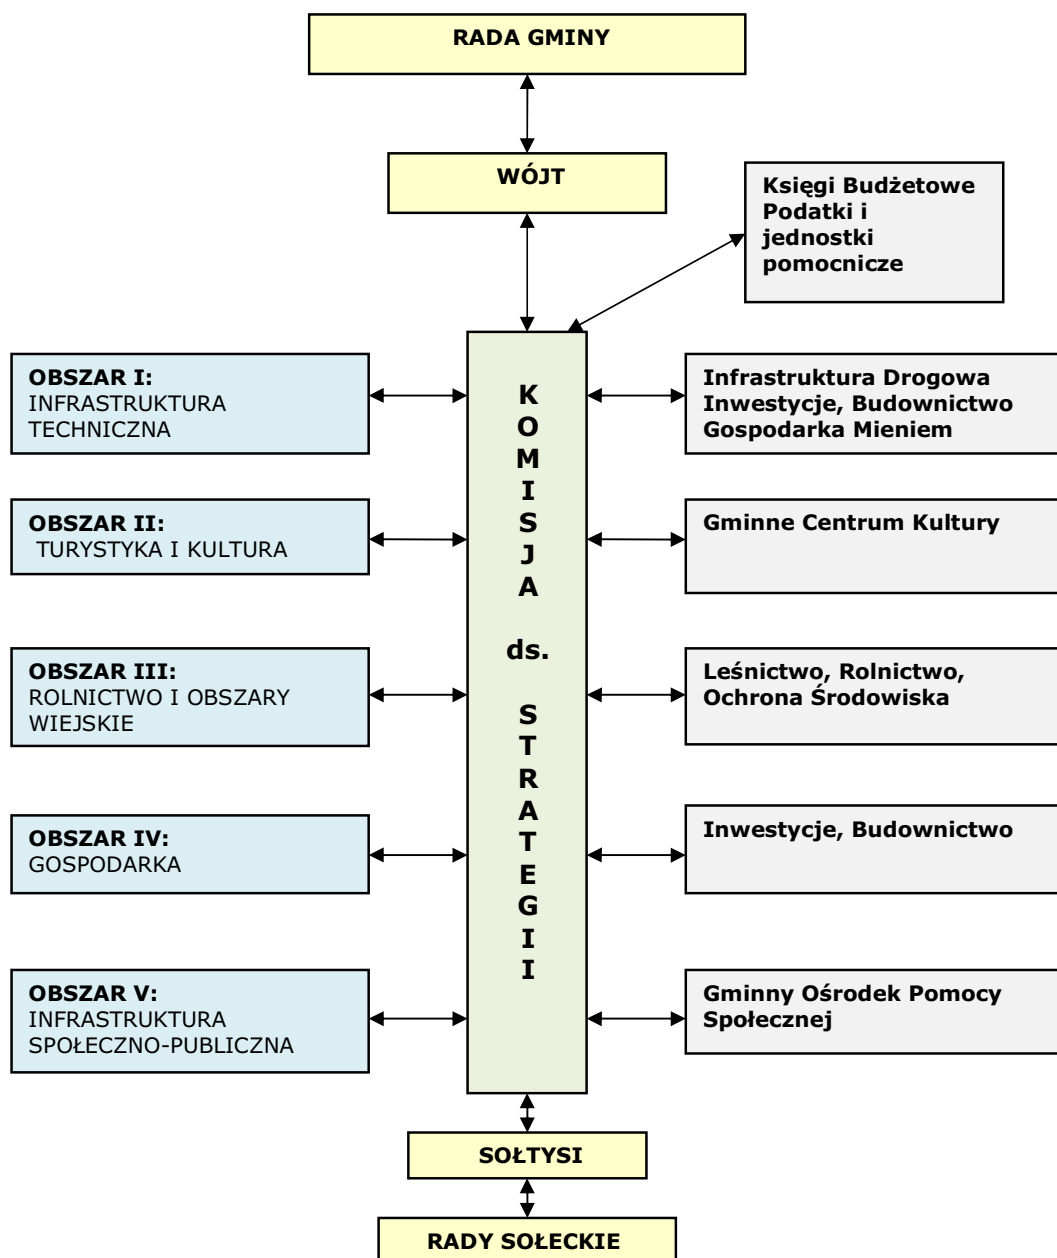 RADA GMINY
WÓJT
Księgi Budżetowe
Podatki i
jednostki
pomocnicze
OBSZAR I:
INFRASTRUKTURA
TECHNICZNA
KOMISJA
ds.
STRATEGII
Infrastruktura Drogowa
Inwestycje, Budownictwo
Gospodarka Mieniem
OBSZAR II:
TURYSTYKA I KULTURA
Gminne Centrum Kultury
OBSZAR III:
ROLNICTWO I OBSZARY
WIEJSKIE
Leśnictwo, Rolnictwo,
Ochrona Środowiska
OBSZAR IV:
GOSPODARKA
Inwestycje, Budownictwo
OBSZAR V:
INFRASTRUKTURA
SPOŁECZNO-PUBLICZNA
Gminny Ośrodek Pomocy
Społecznej
SOŁTYSI
RADY SOŁECKIE